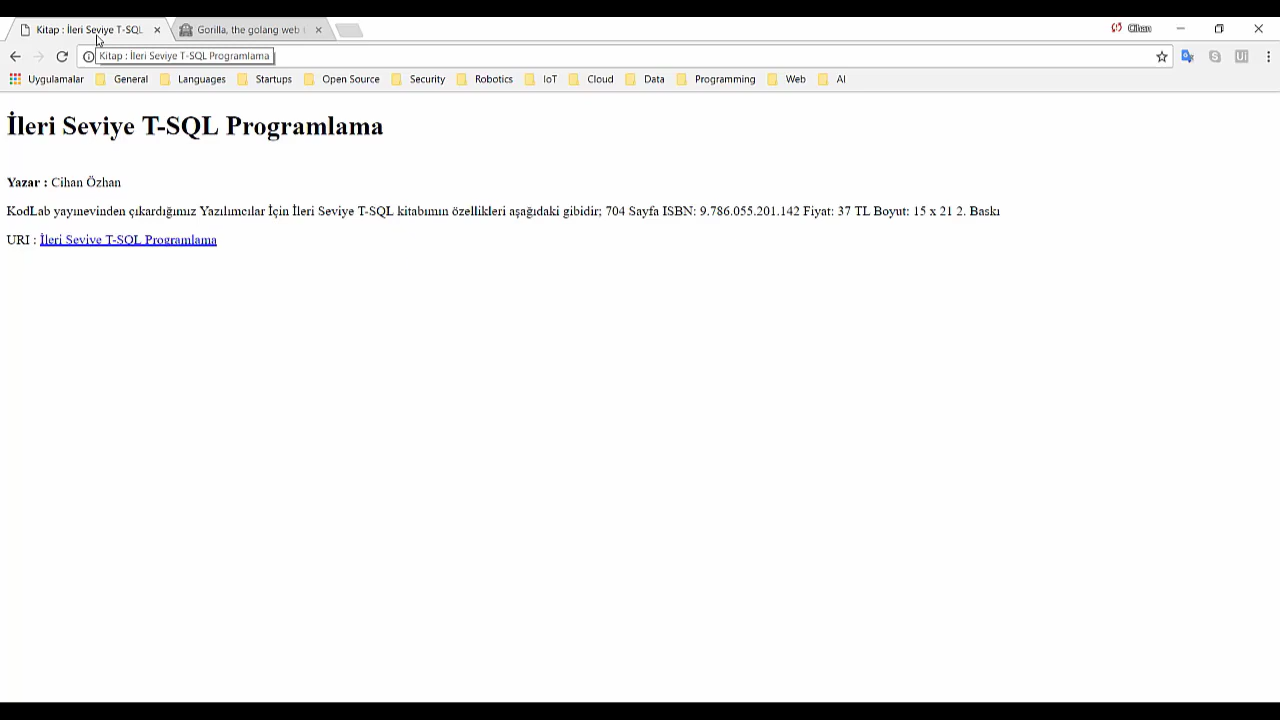 Kitap : İleri Seviye T-SQL
Gorilla, the golang web
Cihan
Kitap : İleri Seviye T-SQL Programlama
Uygulamalar General Languages Startups Open Source Security Robotics IoT Cloud Data Programming Web AI
İleri Seviye T-SQL Programlama
Yazar : Cihan Özhan
KodLab yayınevinden çıkardığımız Yazılımcılar İçin İleri Seviye T-SQL kitabımın özellikleri aşağıdaki gibidir; 704 Sayfa ISBN: 9.786.055.201.142 Fiyat: 37 TL Boyut: 15 x 21 2. Baskı
URI : İleri Seviye T-SQL Programlama